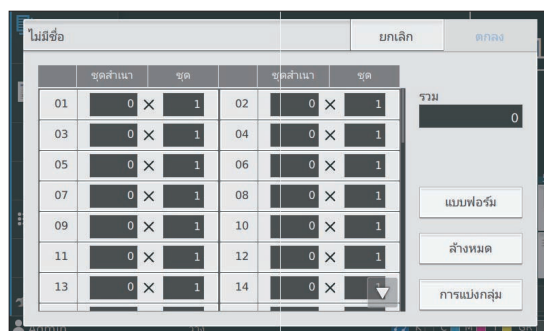 ไม่มีชื่อ ยกเลิก ตกลง
ชุดสำเนา ชุด ชุดสำเนา ชุด
รวม
01 0 × 1 02 0 × 1
0
03 0 × 1 04 0 × 1
05 0 × 1 06 0 × 1
07 0 × 1 08 0 × 1
แบบฟอร์ม
09 0 × 1 10 0 × 1
ล้างหมด
11 0 × 1 12 0 × 1
13 0 × 1 14 0 ×
การแบ่งกลุ่ม
Admin